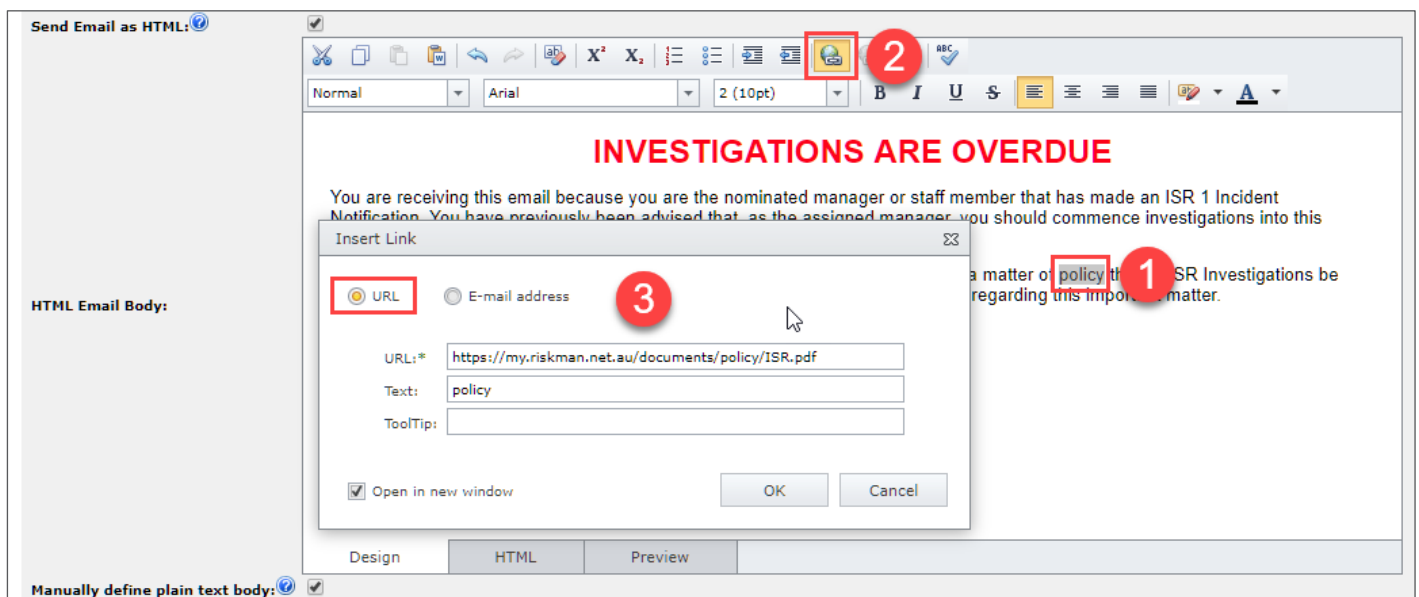 Send Email as HTML:
2
ABC
Normal Arial 2 (10pt) B I U S A
INVESTIGATIONS ARE OVERDUE
You are receiving this email because you are the nominated manager or staff member that has made an ISR 1 Incident
Notification. You have previously been advised that, as the assigned manager, you should commence investigations into this
Insert Link
a matter of policy th 1 SR Investigations be
regarding this important matter.
HTML Email Body:
URL E-mail address 3
URL:* https://my.riskman.net.au/documents/policy/ISR.pdf
Text: policy
ToolTip:
Open in new window OK Cancel
Design HTML Preview
Manually define plain text body: